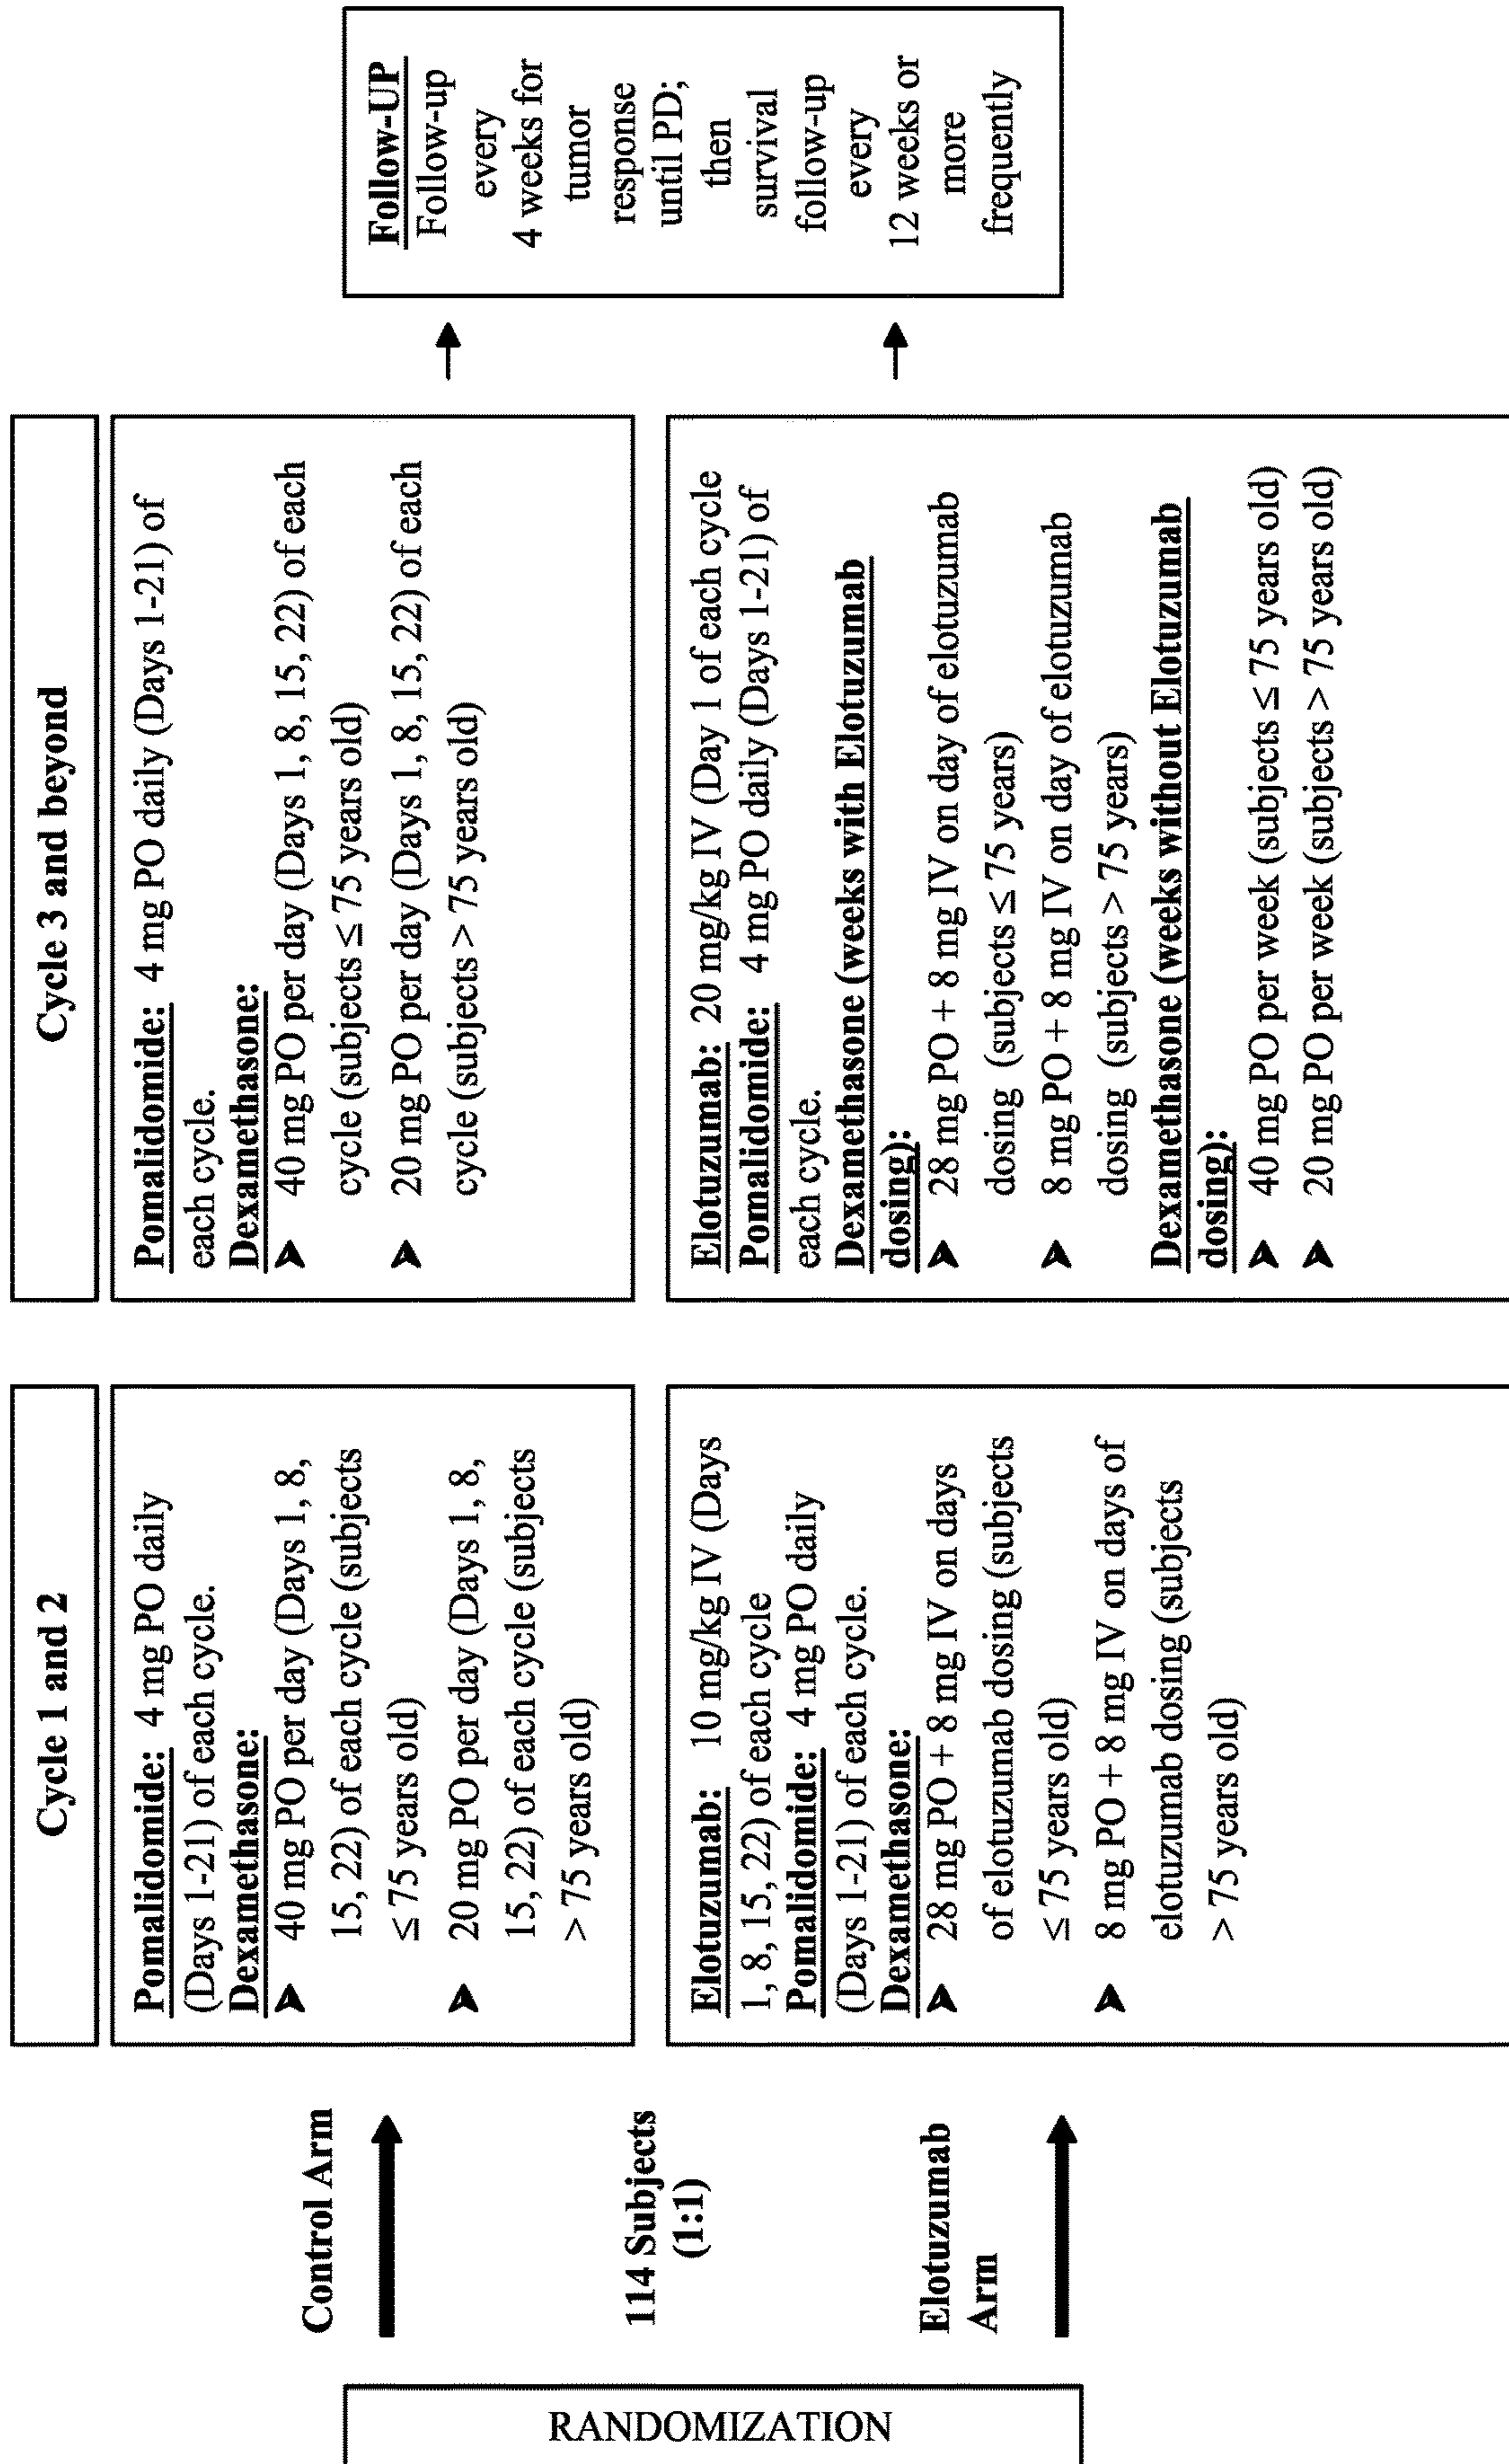 RANDOMIZATION
Control Arm
114 Subjects
(1:1)
Elotuzumab
Arm
Cycle 1 and 2
Pomalidomide: 4 mg PO daily
(Days 1-21) of each cycle.
Dexamethasone:
➤ 40 mg PO per day (Days 1, 8,
15, 22) of each cycle (subjects
≤ 75 years old)
➤ 20 mg PO per day (Days 1, 8,
15, 22) of each cycle (subjects
> 75 years old)
Elotuzumab: 10 mg/kg IV (Days
1, 8, 15, 22) of each cycle
Pomalidomide: 4 mg PO daily
(Days 1-21) of each cycle.
Dexamethasone:
➤ 28 mg PO + 8 mg IV on days
of elotuzumab dosing (subjects
≤ 75 years old)
➤ 8 mg PO + 8 mg IV on days of
elotuzumab dosing (subjects
> 75 years old)
Cycle 3 and beyond
Pomalidomide: 4 mg PO daily (Days 1-21) of
each cycle.
Dexamethasone:
➤ 40 mg PO per day (Days 1, 8, 15, 22) of each
cycle (subjects ≤ 75 years old)
➤ 20 mg PO per day (Days 1, 8, 15, 22) of each
cycle (subjects > 75 years old)
Elotuzumab: 20 mg/kg IV (Day 1 of each cycle
Pomalidomide: 4 mg PO daily (Days 1-21) of
each cycle.
Dexamethasone (weeks with Elotuzumab
dosing):
➤ 28 mg PO + 8 mg IV on day of elotuzumab
dosing (subjects ≤ 75 years)
➤ 8 mg PO + 8 mg IV on day of elotuzumab
dosing (subjects > 75 years)
Dexamethasone (weeks without Elotuzumab
dosing):
➤ 40 mg PO per week (subjects ≤ 75 years old)
➤ 20 mg PO per week (subjects > 75 years old)
Follow-UP
Follow-up
every
4 weeks for
tumor
response
until PD;
then
survival
follow-up
every
12 weeks or
more
frequently